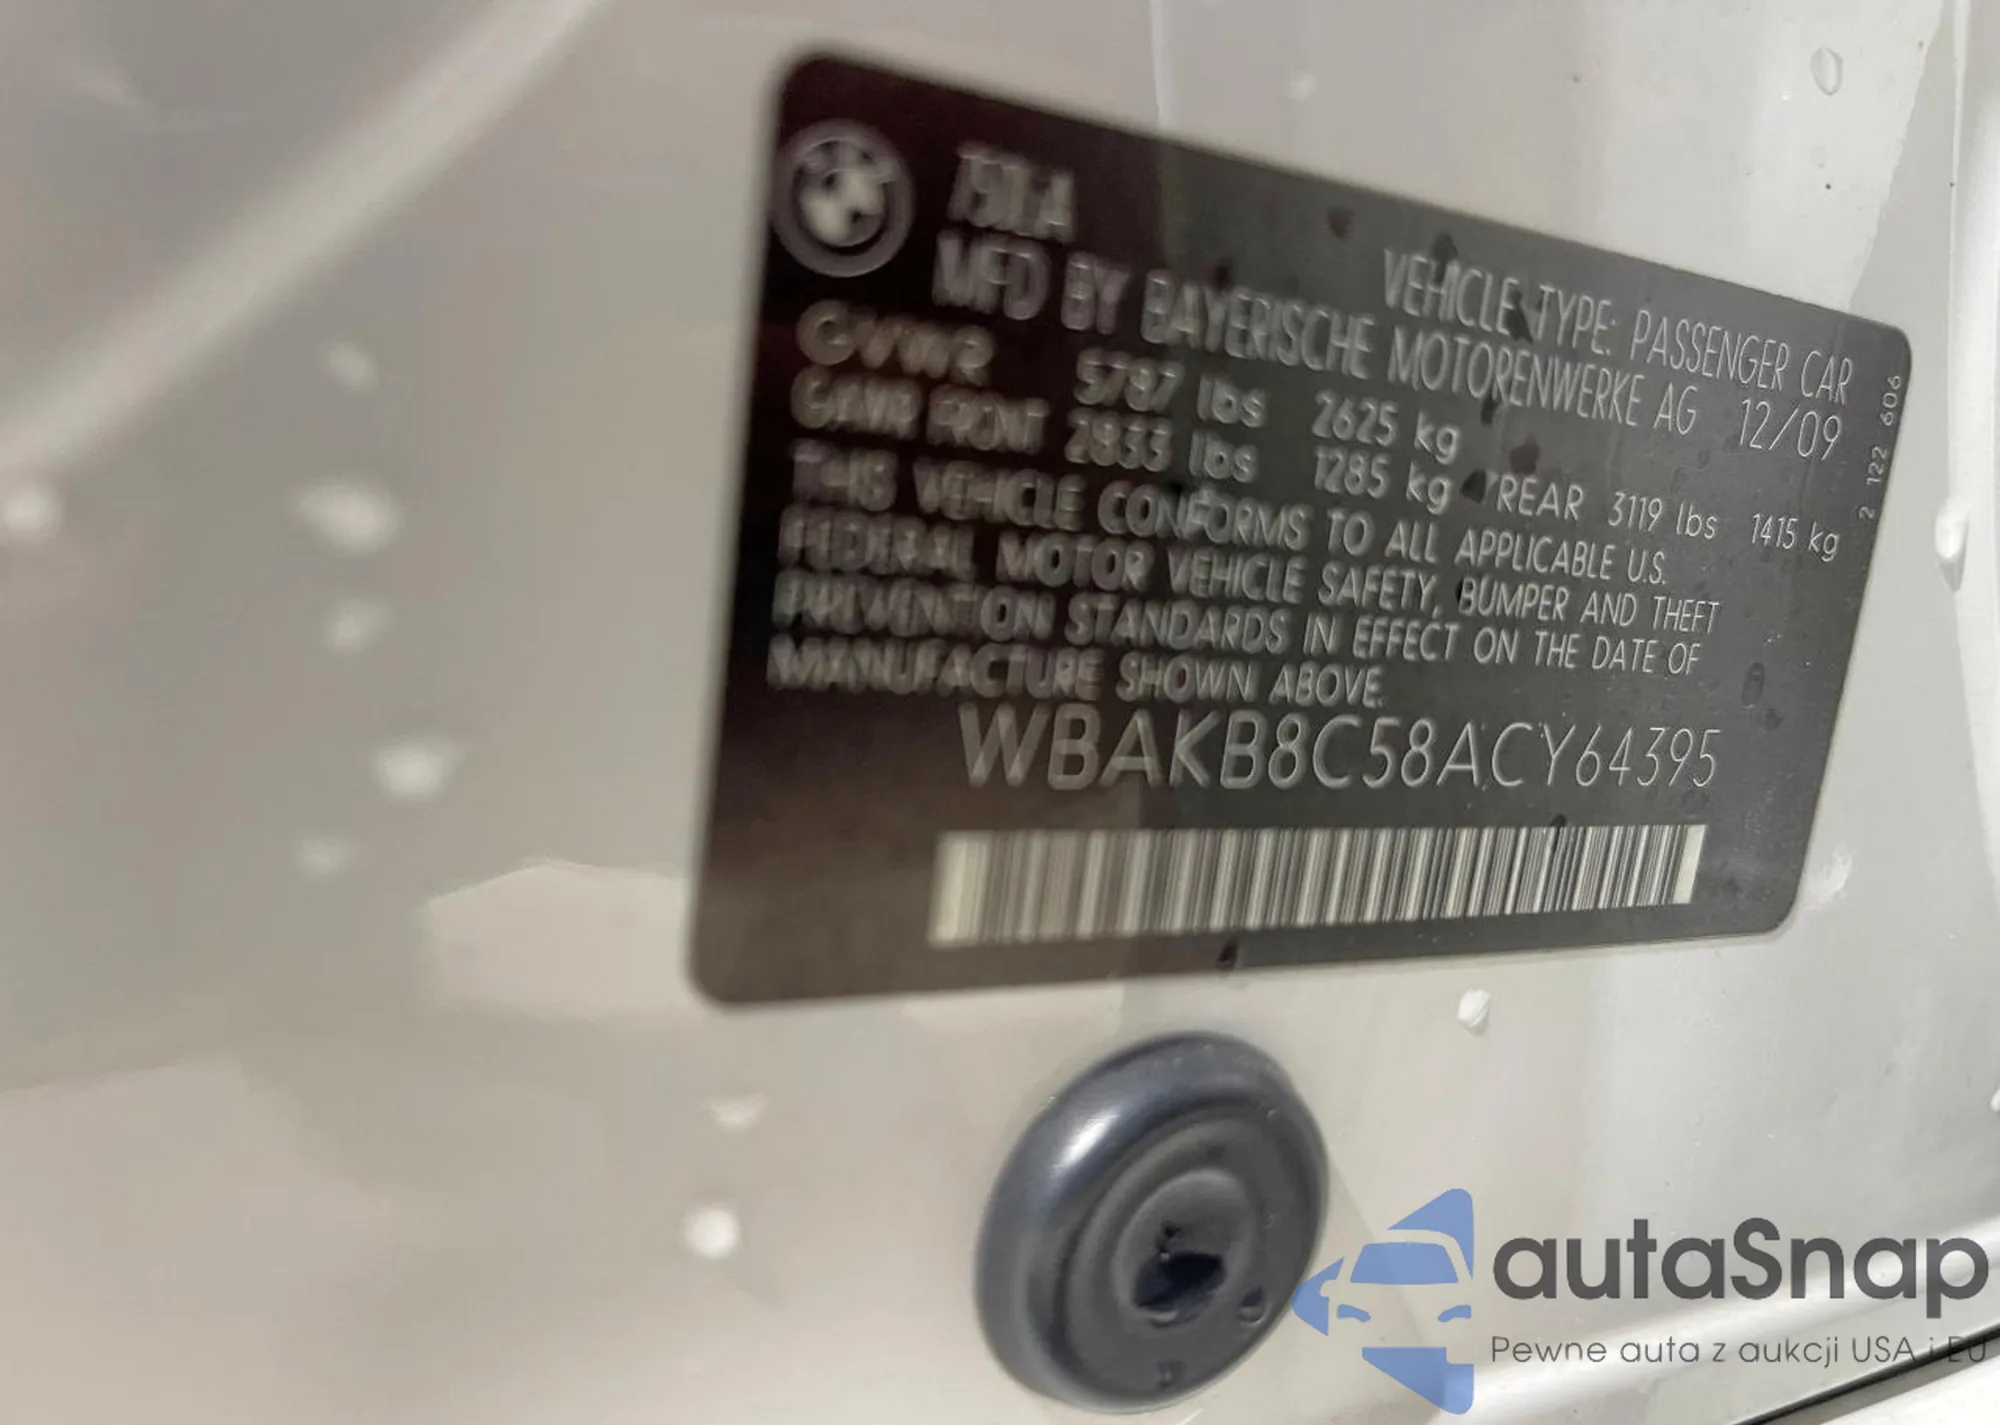 750LiA
VEHICLE TYPE: PASSENGER CAR
MFD BY BAYERISCHE MOTORENWERKE AG 12/09
GVWR 5787 lbs 2625 kg
GAWR FRONT 2833 lbs 1285 kg REAR 3119 lbs 1415 kg
THIS VEHICLE CONFORMS TO ALL APPLICABLE U.S.
FEDERAL MOTOR VEHICLE SAFETY, BUMPER AND THEFT
PREVENTION STANDARDS IN EFFECT ON THE DATE OF
MANUFACTURE SHOWN ABOVE.
WBAKB8C58ACY64395
2 122 606
autaSnap
Pewne auta z aukcji USA i EU